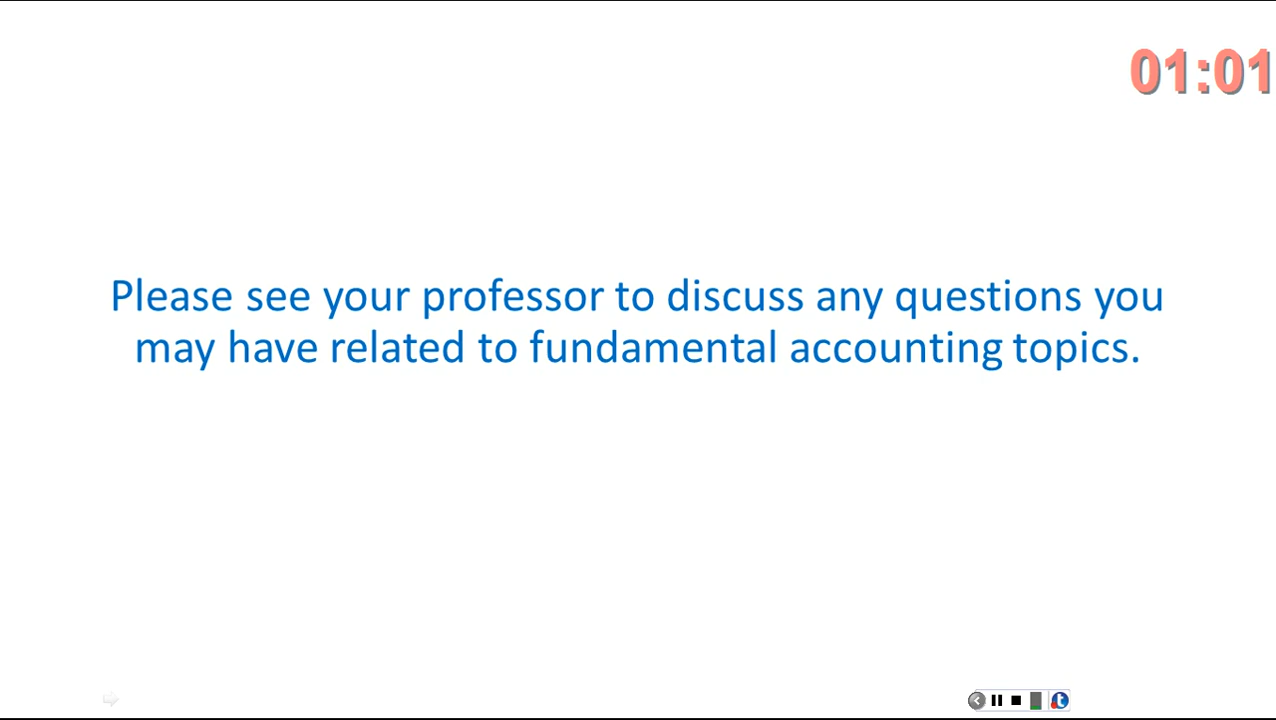 01:01
Please see your professor to discuss any questions you
may have related to fundamental accounting topics.
t